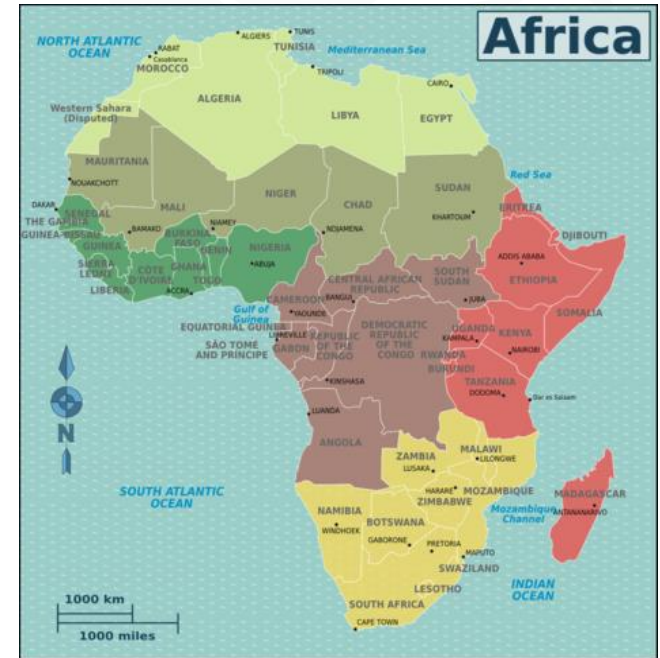 Africa
NORTH ATLANTIC
OCEAN
ALGIERS
TUNIS
TUNISIA
Mediterranean Sea
RABAT
Casablanca
MOROCCO
TRIPOLI
CAIRO
ALGERIA
LIBYA
EGYPT
Western Sahara
(Disputed)
MAURITANIA
NOUAKCHOTT
Red Sea
MALI
NIGER
CHAD
SUDAN
KHARTOUM
ERITREA
DAKAR
SENEGAL
THE GAMBIA
GUINEA-BISSAU
BAMAKO
NIAMEY
BURKINA
FASO
NDJAMENA
DJIBOUTI
GUINEA
BENIN
NIGERIA
ABUJA
ADDIS ABABA
ETHIOPIA
SIERRA
LEONE
COTE
D'IVOIRE
GHANA
TOGO
LIBERIA
ACCRA
CENTRAL AFRICAN
REPUBLIC
BANGUI
SOUTH
SUDAN
JUBA
SOMALIA
CAMEROON
YAOUNDE
Gulf of
Guinea
EQUATORIAL GUINEA
LIBREVILLE
SÃO TOME
AND PRINCIPE
GABON
REPUBLIC
OF THE
CONGO
DEMOCRATIC
REPUBLIC
OF THE
CONGO
UGANDA
KAMPALA
KENYA
NAIROBI
RWANDA
BURUNDI
TANZANIA
DODOMA
Dar es Salaam
KINSHASA
LUANDA
ANGOLA
N
ZAMBIA
LUSAKA
MALAWI
LILONGWE
HARARE
ZIMBABWE
MOZAMBIQUE
Mozambique
Channel
MADAGASCAR
ANTANANARIVO
SOUTH ATLANTIC
OCEAN
NAMIBIA
WINDHOEK
BOTSWANA
GABORONE
PRETORIA
MAPUTO
SWAZILAND
INDIAN
OCEAN
LESOTHO
SOUTH AFRICA
CAPE TOWN
1000 km
1000 miles